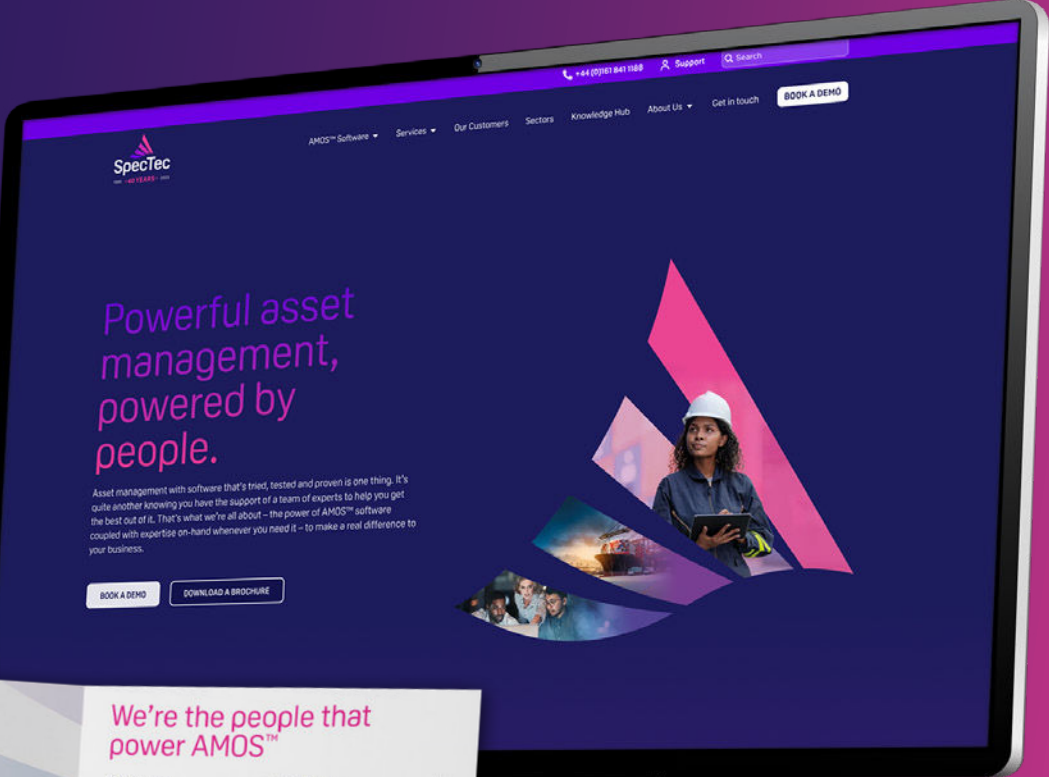 +44 (0)161 841 1188
Support
Search
SpecTec
40 YEARS
AMOS™ Software
Services
Our Customers
Sectors
Knowledge Hub
About Us
Get in touch
BOOK A DEMO
Powerful asset
management,
powered by
people.
Asset management with software that's tried, tested and proven is one thing. It's
quite another knowing you have the support of a team of experts to help you get
the best out of it. That's what we're all about – the power of AMOS™ software
coupled with expertise on-hand whenever you need it – to make a real difference to
your business.
BOOK A DEMO
DOWNLOAD A BROCHURE
We're the people that
power AMOS™